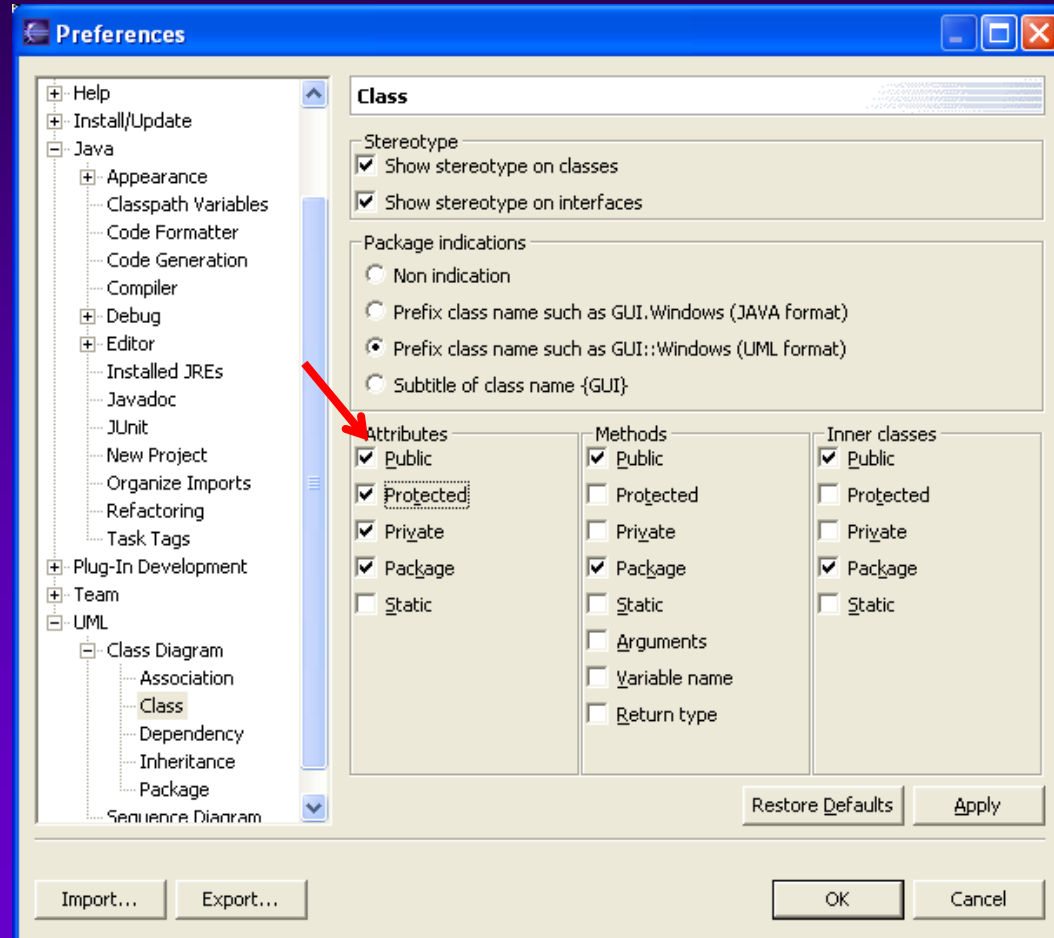 Preferences
Help
Install/Update
Java
Appearance
Classpath Variables
Code Formatter
Code Generation
Compiler
Debug
Editor
Installed JREs
Javadoc
JUnit
New Project
Organize Imports
Refactoring
Task Tags
Plug-In Development
Team
UML
Class Diagram
Association
Class
Dependency
Inheritance
Package
Sequence Diagram
Class
Stereotype
Show stereotype on classes
Show stereotype on interfaces
Package indications
Non indication
Prefix class name such as GUI.Windows (JAVA format)
Prefix class name such as GUI::Windows (UML format)
Subtitle of class name {GUI}
Attributes
Public
Protected
Private
Package
Static
Methods
Public
Protected
Private
Package
Static
Arguments
Variable name
Return type
Inner classes
Public
Protected
Private
Package
Static
Restore Defaults
Apply
Import...
Export...
OK
Cancel